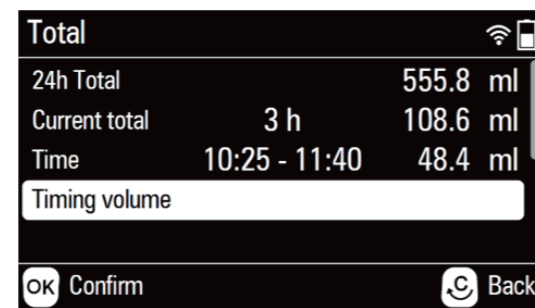 Total
24h Total 555.8 ml
Current total 3 h 108.6 ml
Time 10:25 - 11:40 48.4 ml
Timing volume
OK Confirm C Back